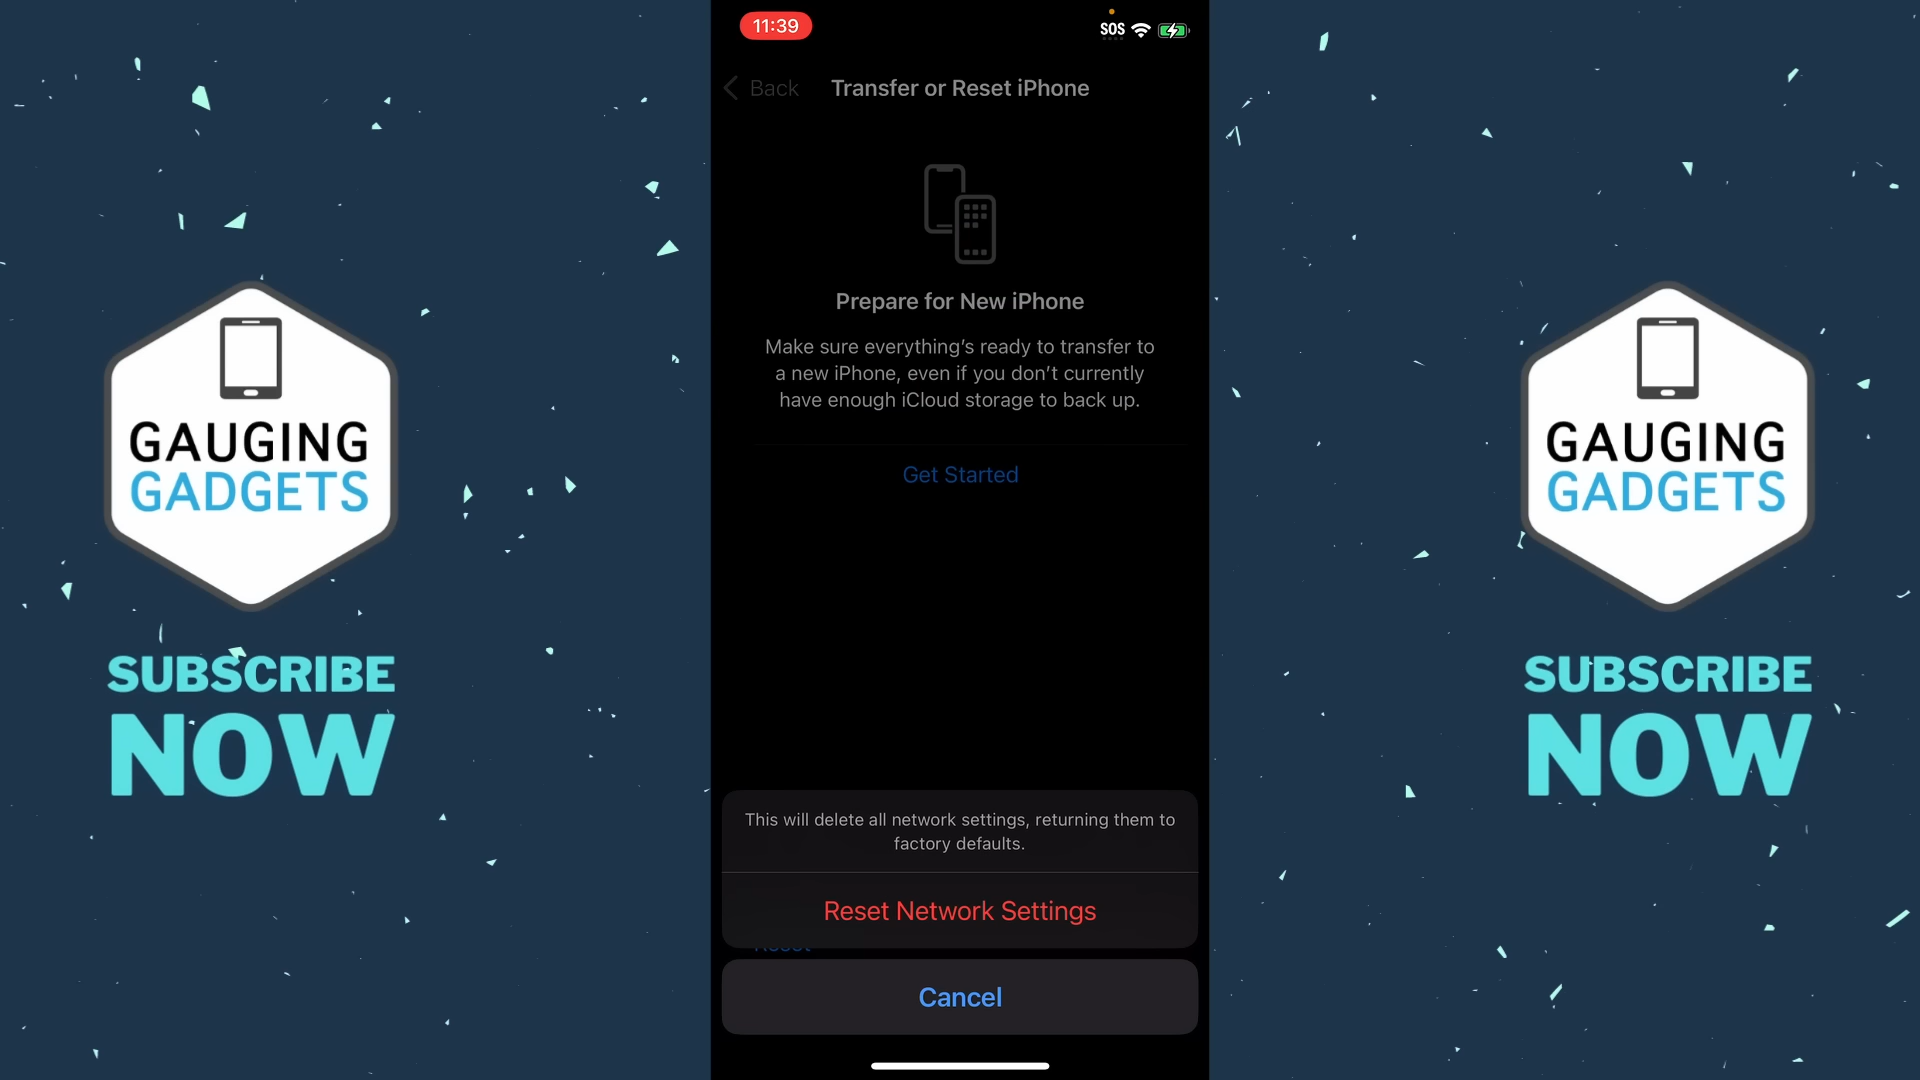 11:39
SOS
Back
Transfer or Reset iPhone
Prepare for New iPhone
Make sure everything's ready to transfer to
a new iPhone, even if you don't currently
have enough iCloud storage to back up.
Get Started
This will delete all network settings, returning them to
factory defaults.
Reset Network Settings
Reset
Cancel
GAUGING
GADGETS
SUBSCRIBE
NOW
GAUGING
GADGETS
SUBSCRIBE
NOW